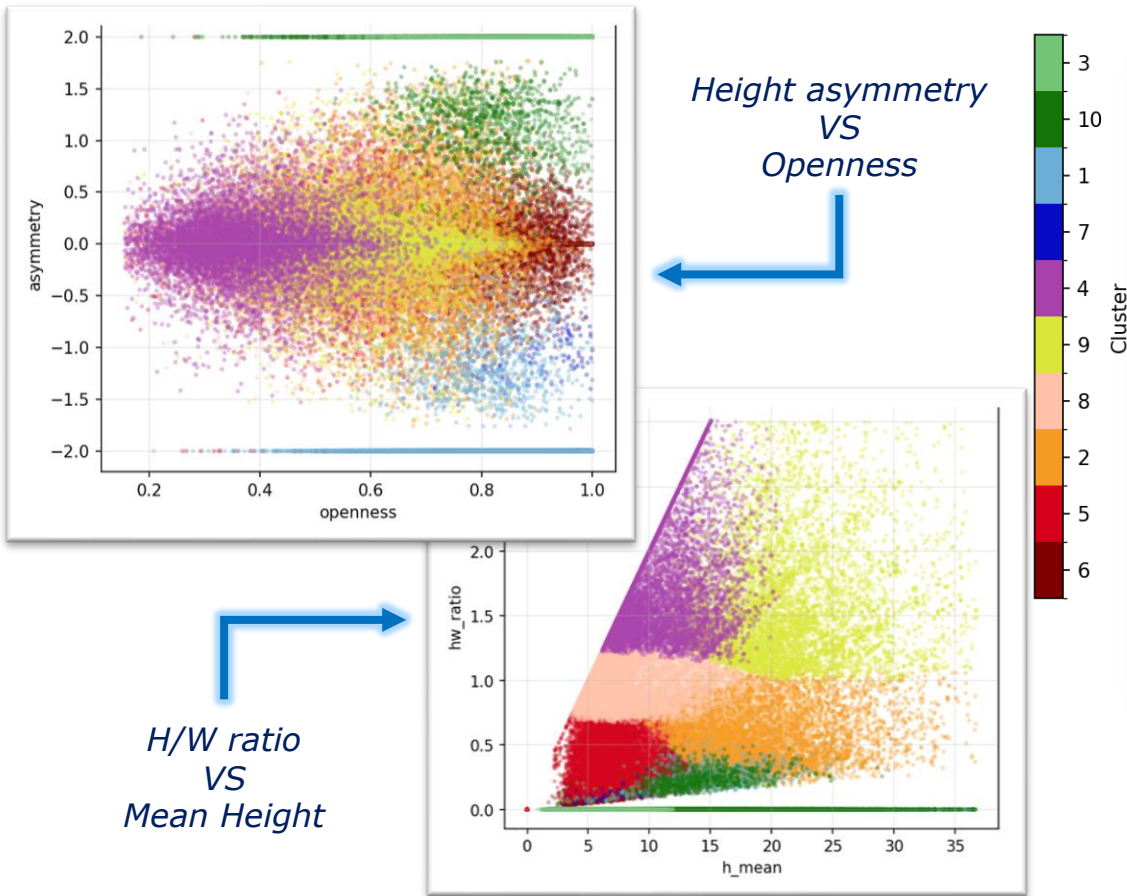 2.0
1.5
1.0
0.5
0.0
−0.5
−1.0
−1.5
−2.0
asymmetry
0.2 0.4 0.6 0.8 1.0
openness
Height asymmetry
VS
Openness
3
10
1
7
4
9
8
2
5
6
Cluster
H/W ratio
VS
Mean Height
2.0
1.5
1.0
0.5
0.0
hw_ratio
0 5 10 15 20 25 30 35
h_mean